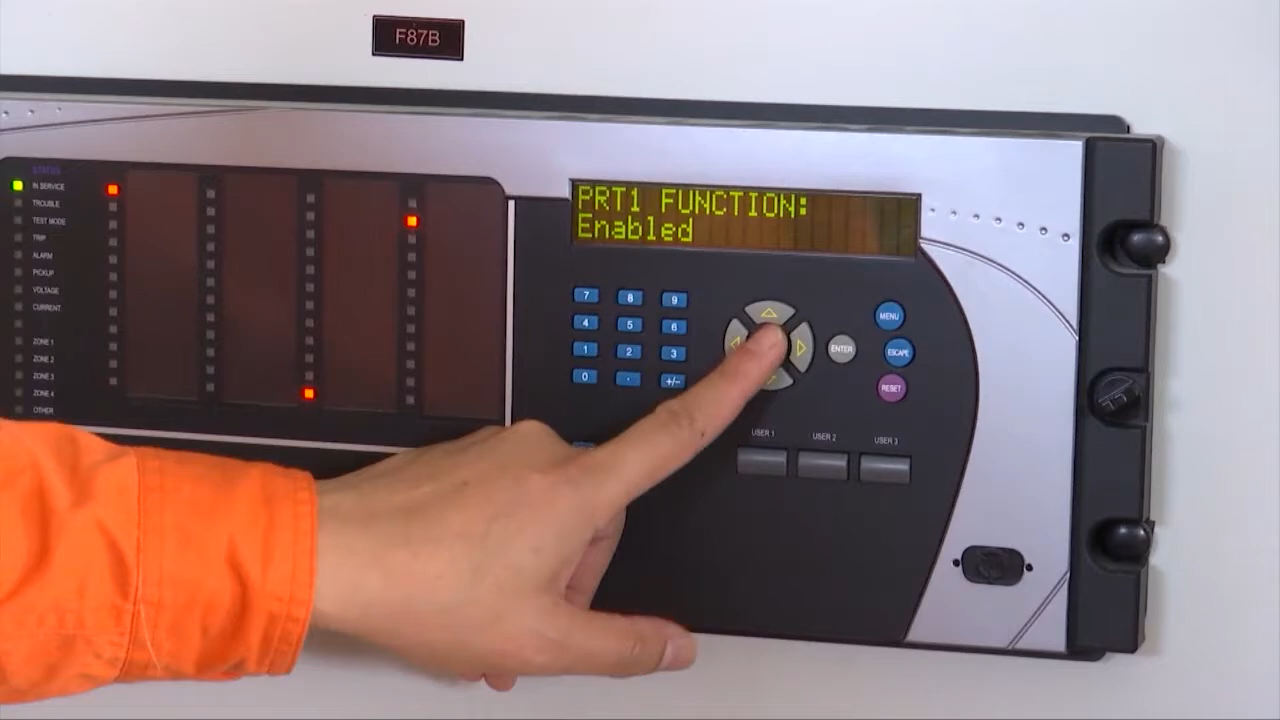 F87B
STATUS
IN SERVICE
TROUBLE
TEST MODE
TRIP
ALARM
PICKUP
VOLTAGE
CURRENT
ZONE 1
ZONE 2
ZONE 3
ZONE 4
OTHER
PRT1 FUNCTION:
Enabled
7 8 9
4 5 6
1 2 3
0 . +/-
MENU
ENTER
ESCAPE
RESET
USER 1 USER 2 USER 3